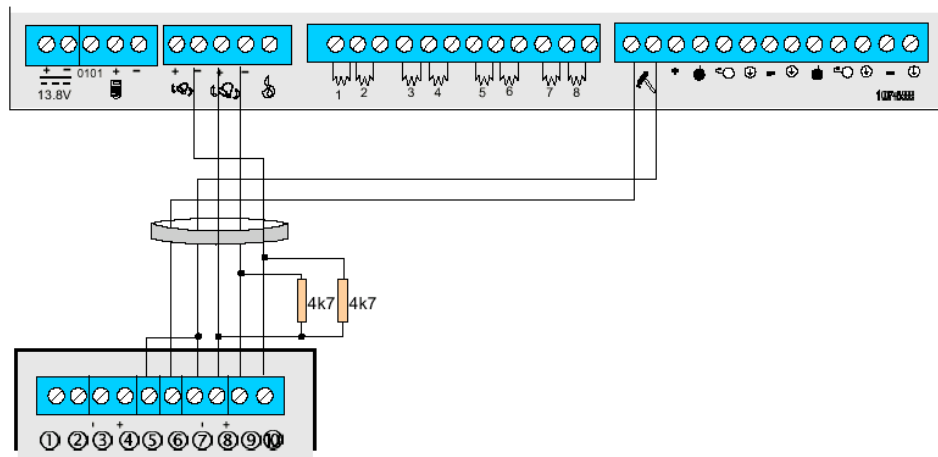 + − 0101 + −
13.8V
+ − + −
1 2 3 4 5 6 7 8
+ − −
4k7 4k7
- + - +
① ② ③ ④ ⑤ ⑥ ⑦ ⑧ ⑨ ⑩